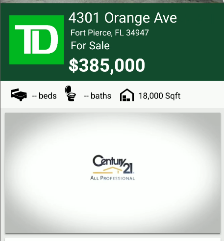 TD
4301 Orange Ave
Fort Pierce, FL 34947
For Sale
$385,000
-- beds -- baths 18,000 Sqft
Century 21
ALL PROFESSIONAL